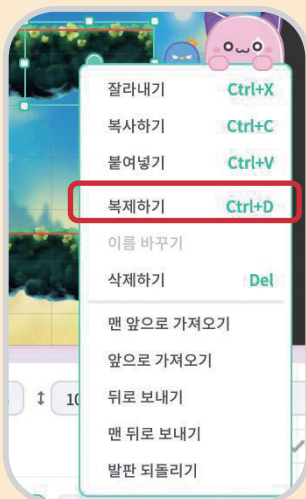 잘라내기 Ctrl+X
복사하기 Ctrl+C
붙여넣기 Ctrl+V
복제하기 Ctrl+D
이름 바꾸기
삭제하기 Del
맨 앞으로 가져오기
앞으로 가져오기
뒤로 보내기
맨 뒤로 보내기
발판 되돌리기